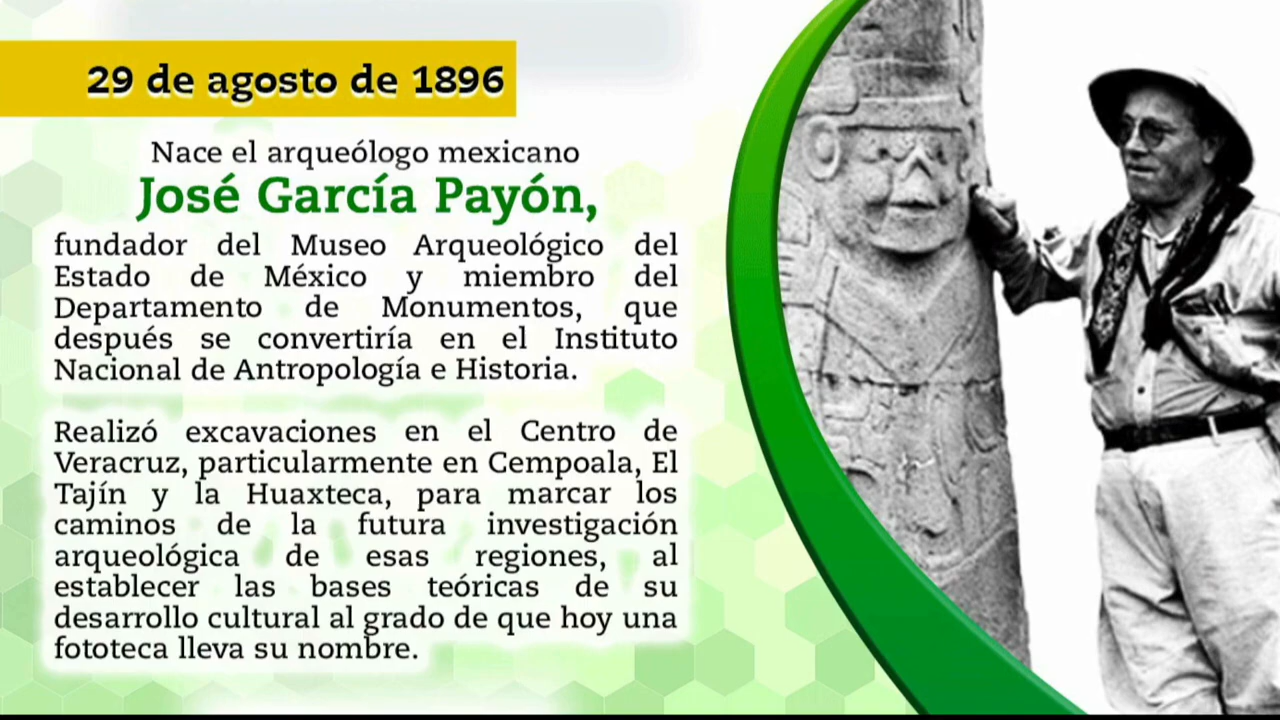 29 de agosto de 1896
Nace el arqueólogo mexicano
José García Payón,
fundador del Museo Arqueológico del
Estado de México y miembro del
Departamento de Monumentos, que
después se convertiría en el Instituto
Nacional de Antropología e Historia.
Realizó excavaciones en el Centro de
Veracruz, particularmente en Cempoala, El
Tajín y la Huaxteca, para marcar los
caminos de la futura investigación
arqueológica de esas regiones, al
establecer las bases teóricas de su
desarrollo cultural al grado de que hoy una
fototeca lleva su nombre.